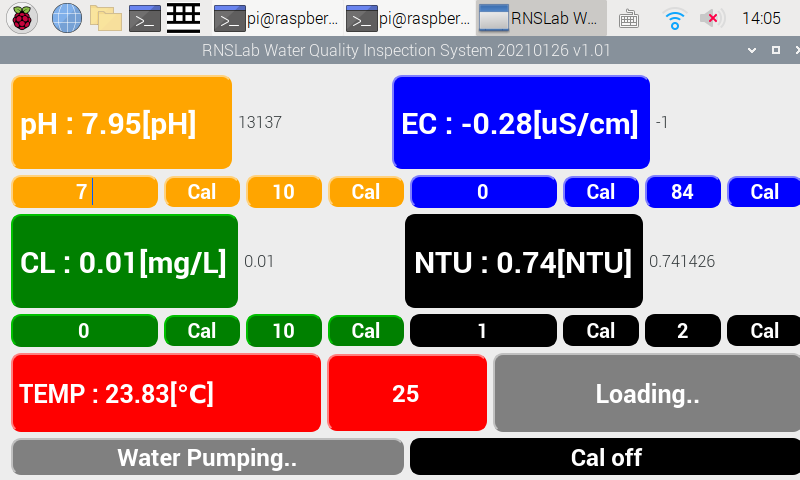 pi@raspber... pi@raspber... RNSLab W... 14:05
RNSLab Water Quality Inspection System 20210126 v1.01
pH : 7.95[pH] 13137 EC : -0.28[uS/cm] -1
7 Cal 10 Cal 0 Cal 84 Cal
CL : 0.01[mg/L] 0.01 NTU : 0.74[NTU] 0.741426
0 Cal 10 Cal 1 Cal 2 Cal
TEMP : 23.83[°C] 25 Loading..
Water Pumping.. Cal off